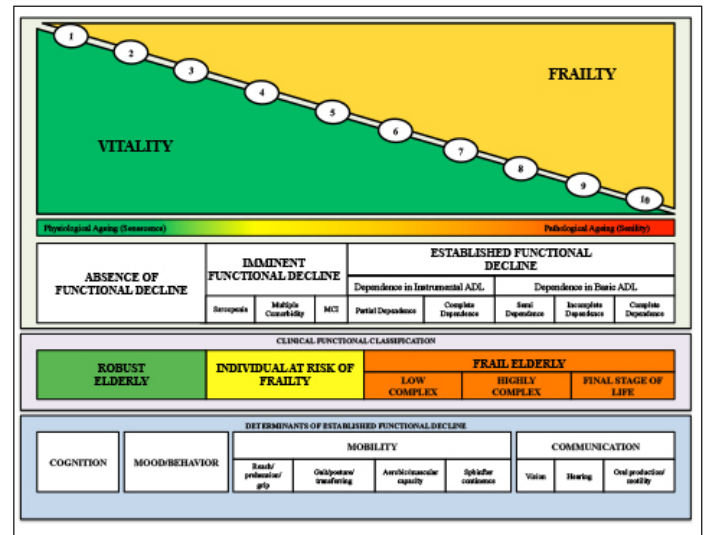 1
2
3
4
5
6
7
8
9
10
FRAILTY
VITALITY
Physiological Ageing (Senescence)
Pathological Ageing (Senility)
ABSENCE OF
FUNCTIONAL DECLINE
IMMINENT
FUNCTIONAL DECLINE
Sarcopenia
Multiple
Comorbidity
MCI
ESTABLISHED FUNCTIONAL
DECLINE
Dependence in Instrumental ADL
Dependence in Basic ADL
Partial Dependence
Complete
Dependence
Semi
Dependence
Incomplete
Dependence
Complete
Dependence
CLINICAL FUNCTIONAL CLASSIFICATION
ROBUST
ELDERLY
INDIVIDUAL AT RISK OF
FRAILTY
FRAIL ELDERLY
LOW
COMPLEX
HIGHLY
COMPLEX
FINAL STAGE OF
LIFE
DETERMINANTS OF ESTABLISHED FUNCTIONAL DECLINE
COGNITION
MOOD/BEHAVIOR
MOBILITY
Reach/
prehension/
grip
Gait/posture/
transferring
Aerobic/muscular
capacity
Sphincter
continence
COMMUNICATION
Vision
Hearing
Oral production/
motility